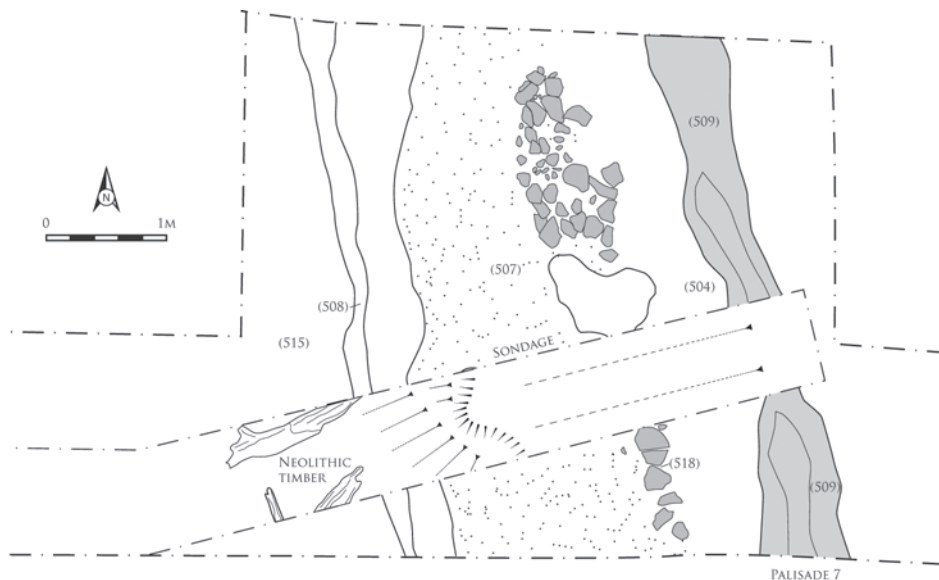 (509)
N
0 1M
(507)
(504)
(508)
(515)
SONDAGE
NEOLITHIC
TIMBER
(518)
(509)
PALISADE 7